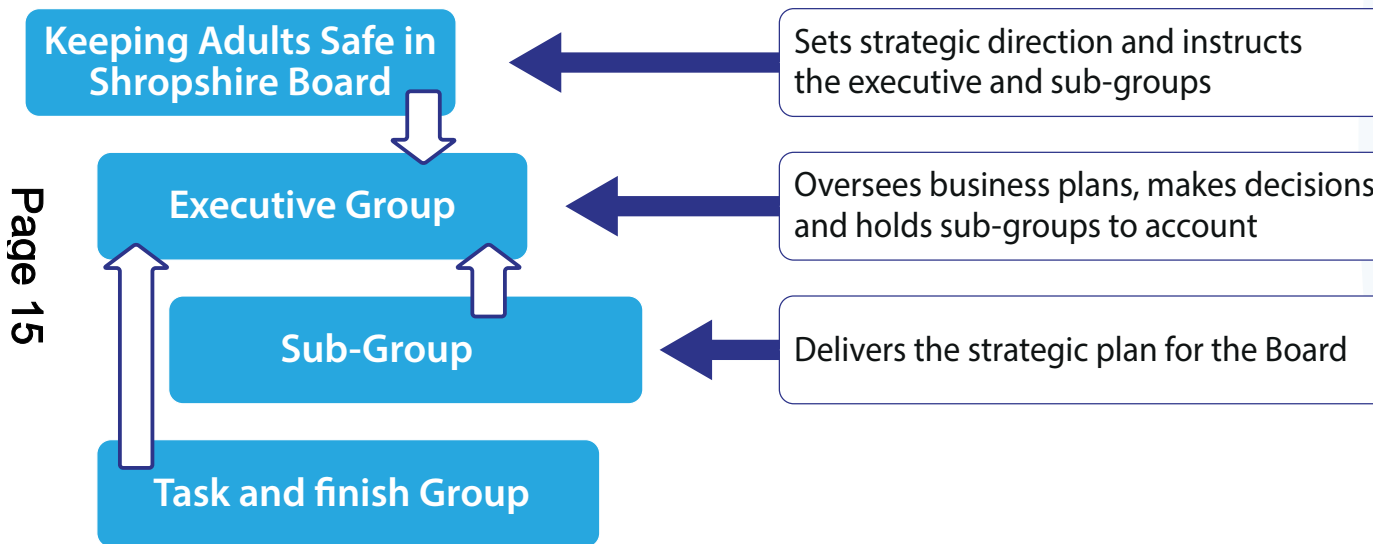 Keeping Adults Safe in
Shropshire Board
Sets strategic direction and instructs
the executive and sub-groups
Executive Group
Oversees business plans, makes decisions
and holds sub-groups to account
Sub-Group
Delivers the strategic plan for the Board
Task and finish Group
Page 15